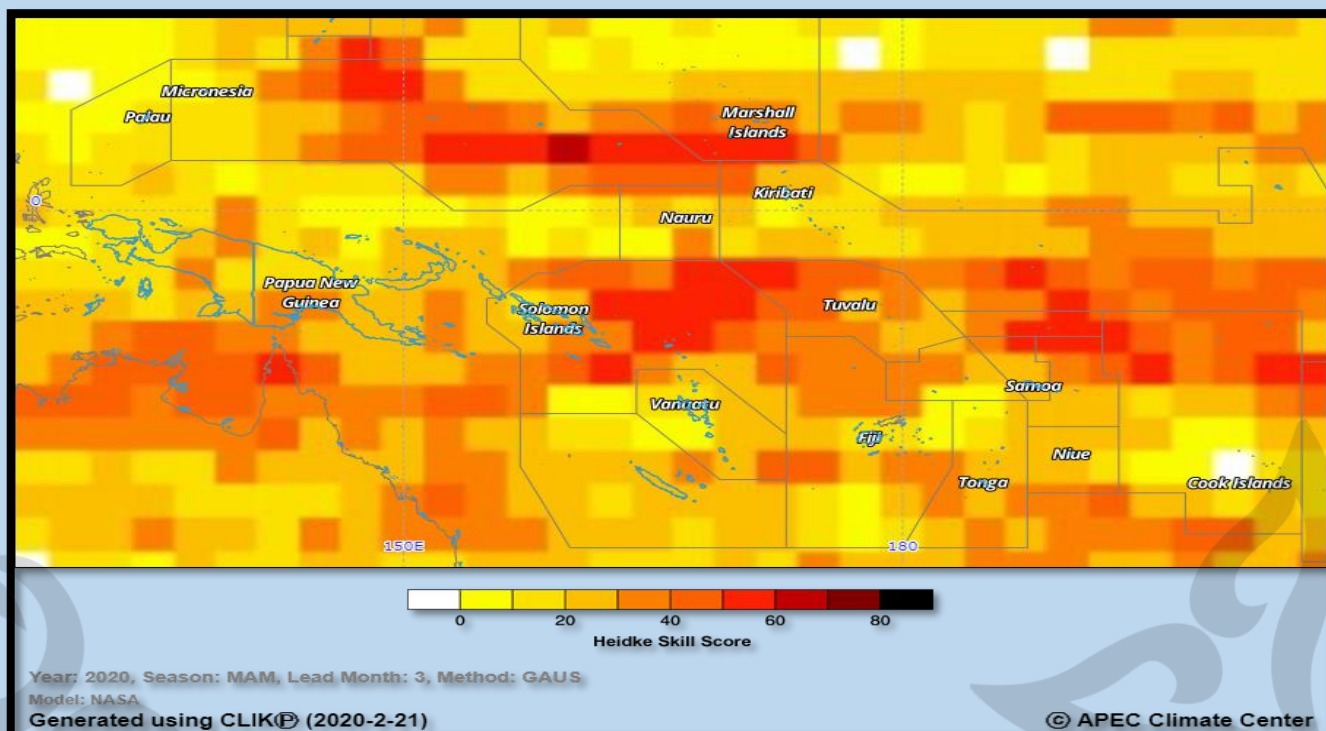 Micronesia
Palau
Marshall
Islands
Kiribati
0
Nauru
Papua New
Guinea
Solomon
Islands
Tuvalu
Samoa
Vanuatu
Fiji
Niue
Tonga
Cook Islands
150E
180
0
20
40
60
80
Heidke Skill Score
Year: 2020, Season: MAM, Lead Month: 3, Method: GAUS
Model: NASA
Generated using CLIKⓅ (2020-2-21)
© APEC Climate Center